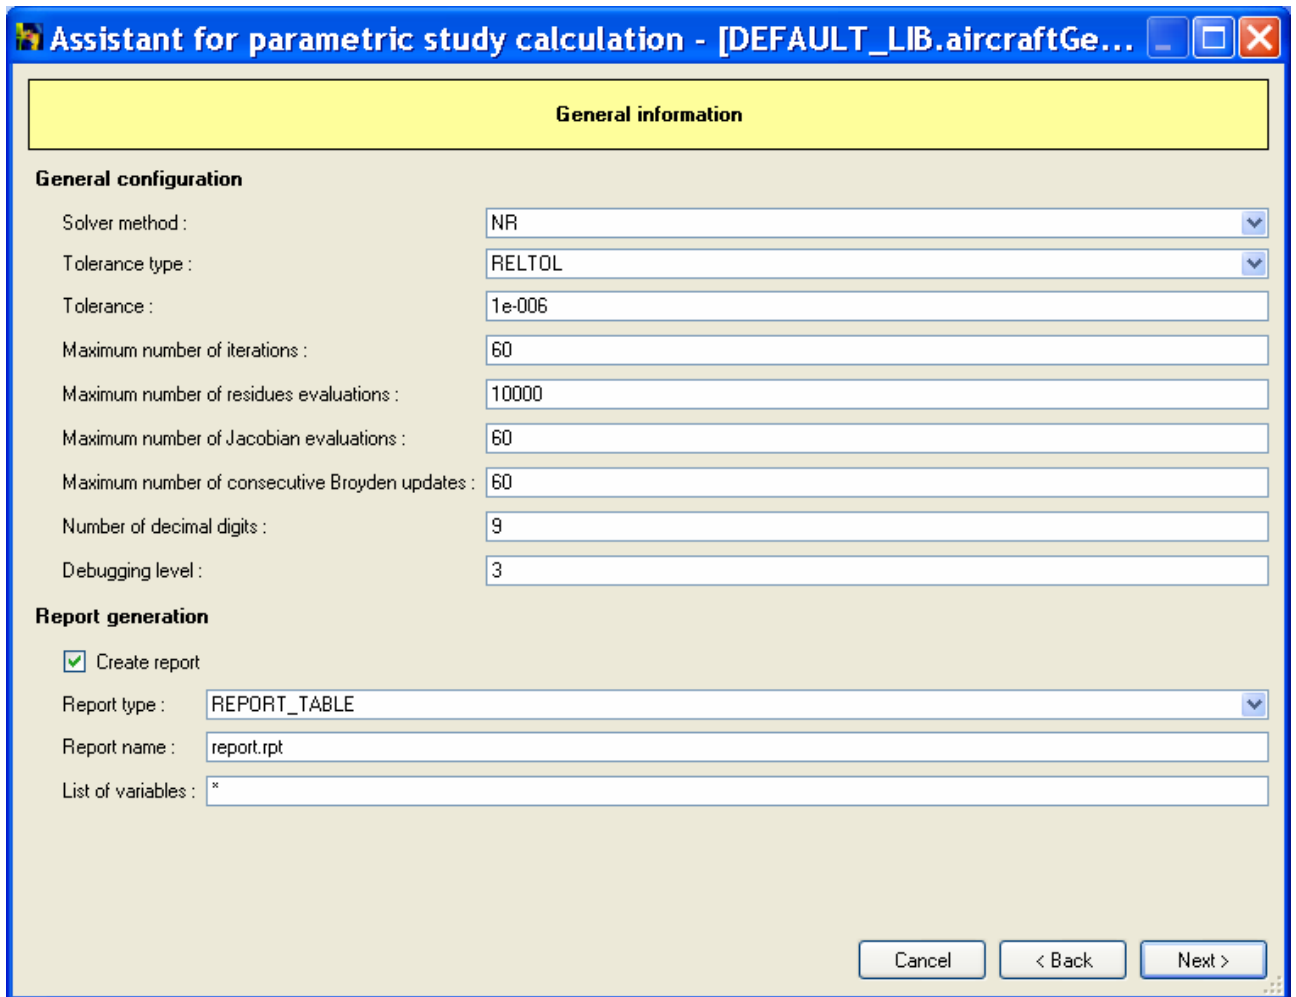 Assistant for parametric study calculation - [DEFAULT_LIB.aircraftGe...
General information
General configuration
Solver method : NR
Tolerance type : RELTOL
Tolerance : 1e-006
Maximum number of iterations : 60
Maximum number of residues evaluations : 10000
Maximum number of Jacobian evaluations : 60
Maximum number of consecutive Broyden updates : 60
Number of decimal digits : 9
Debugging level : 3
Report generation
Create report
Report type : REPORT_TABLE
Report name : report.rpt
List of variables : *
Cancel < Back Next >